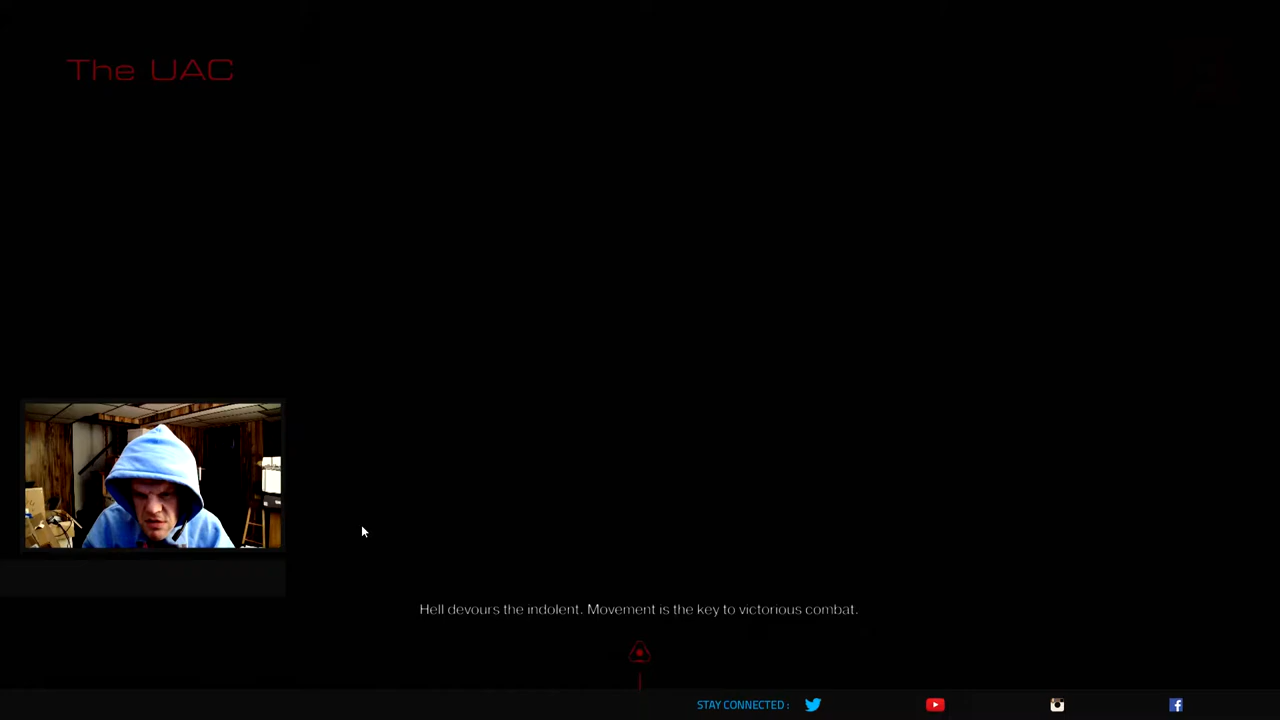 The UAC
Hell devours the indolent. Movement is the key to victorious combat.
STAY CONNECTED :